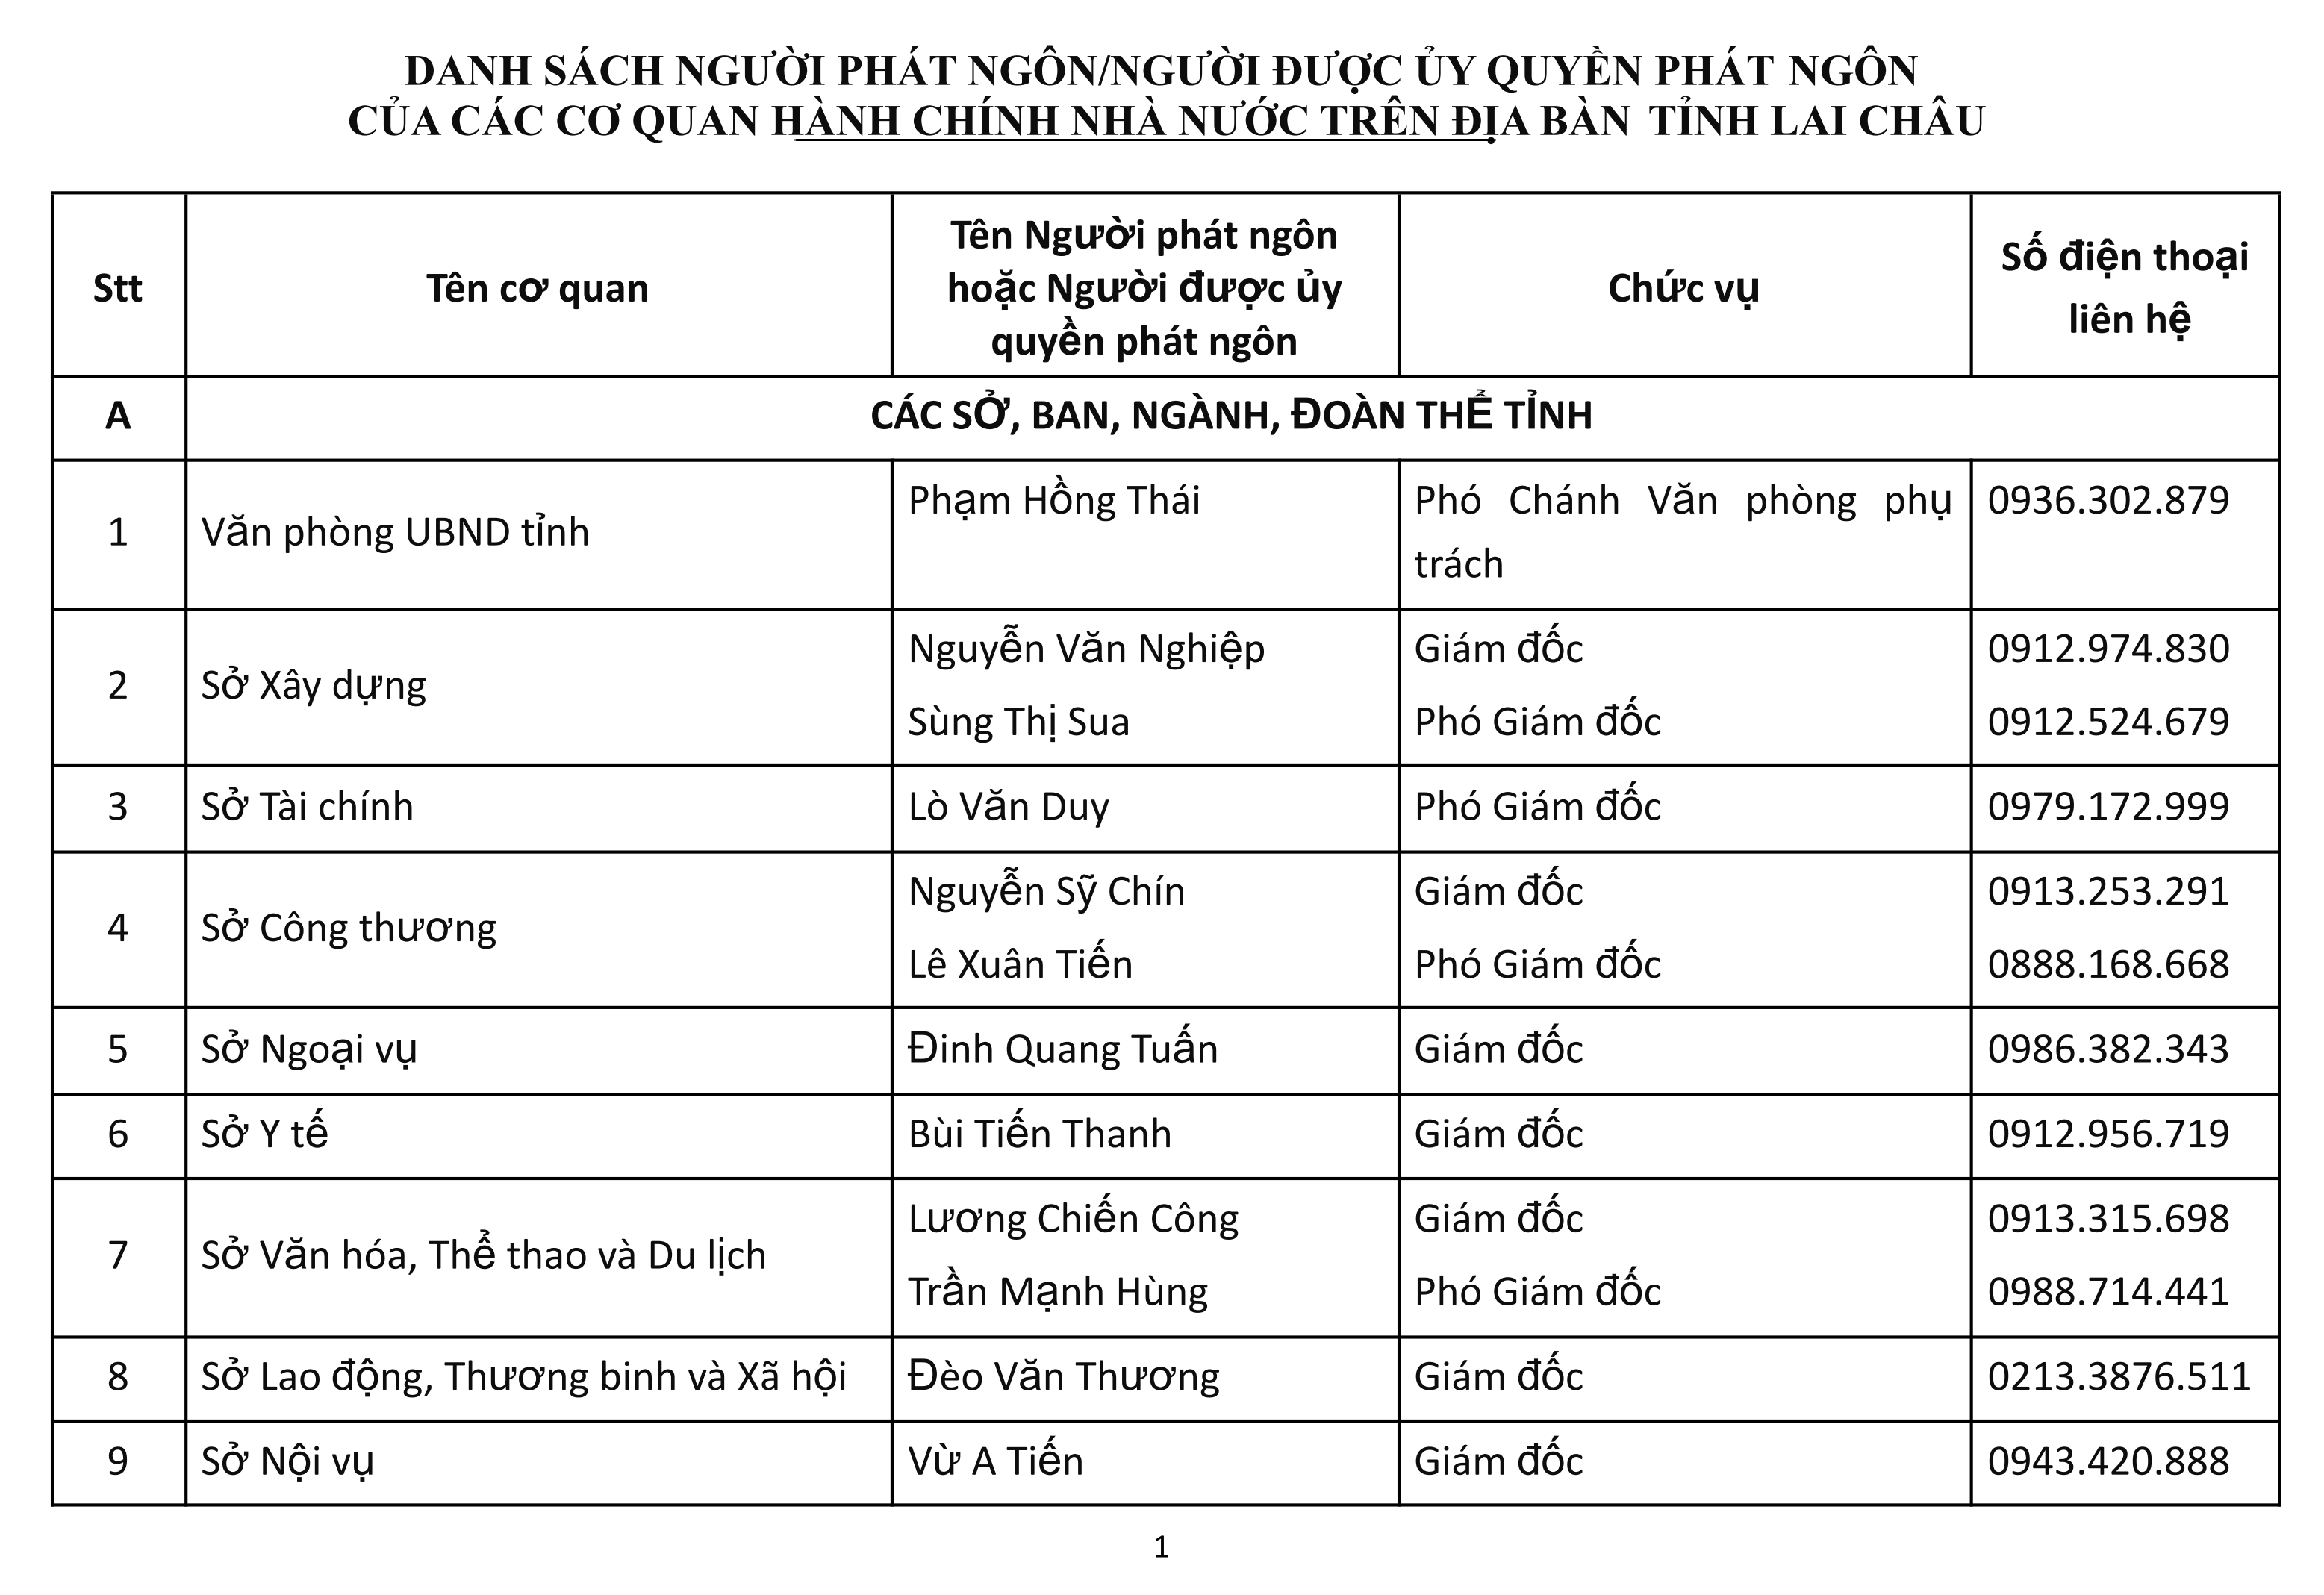 DANH SÁCH NGƯỜI PHÁT NGÔN/NGƯỜI ĐƯỢC ỦY QUYỀN PHÁT NGÔN
CỦA CÁC CƠ QUAN HÀNH CHÍNH NHÀ NƯỚC TRÊN ĐỊA BÀN TỈNH LAI CHÂU
Stt
Tên cơ quan
Tên Người phát ngôn
hoặc Người được ủy
quyền phát ngôn
Chức vụ
Số điện thoại
liên hệ
A
CÁC SỞ, BAN, NGÀNH, ĐOÀN THỂ TỈNH
1
Văn phòng UBND tỉnh
Phạm Hồng Thái
Phó Chánh Văn phòng phụ
trách
0936.302.879
2
Sở Xây dựng
Nguyễn Văn Nghiệp
Giám đốc
0912.974.830
Sùng Thị Sua
Phó Giám đốc
0912.524.679
3
Sở Tài chính
Lò Văn Duy
Phó Giám đốc
0979.172.999
4
Sở Công thương
Nguyễn Sỹ Chín
Giám đốc
0913.253.291
Lê Xuân Tiến
Phó Giám đốc
0888.168.668
5
Sở Ngoại vụ
Đinh Quang Tuấn
Giám đốc
0986.382.343
6
Sở Y tế
Bùi Tiến Thanh
Giám đốc
0912.956.719
7
Sở Văn hóa, Thể thao và Du lịch
Lương Chiến Công
Giám đốc
0913.315.698
Trần Mạnh Hùng
Phó Giám đốc
0988.714.441
8
Sở Lao động, Thương binh và Xã hội
Đèo Văn Thương
Giám đốc
0213.3876.511
9
Sở Nội vụ
Vừ A Tiến
Giám đốc
0943.420.888
1